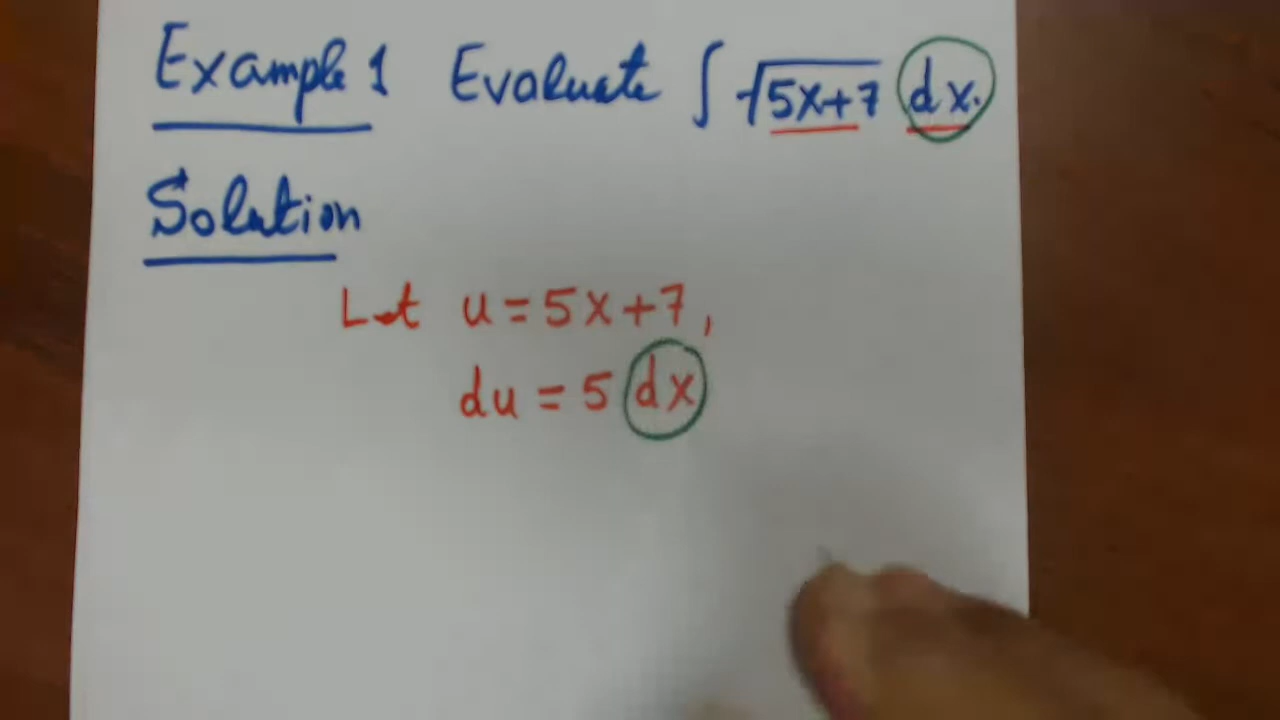 Example 1 Evaluate ∫ √5x+7 dx.
Solution
Let u = 5x+7,
du = 5 dx